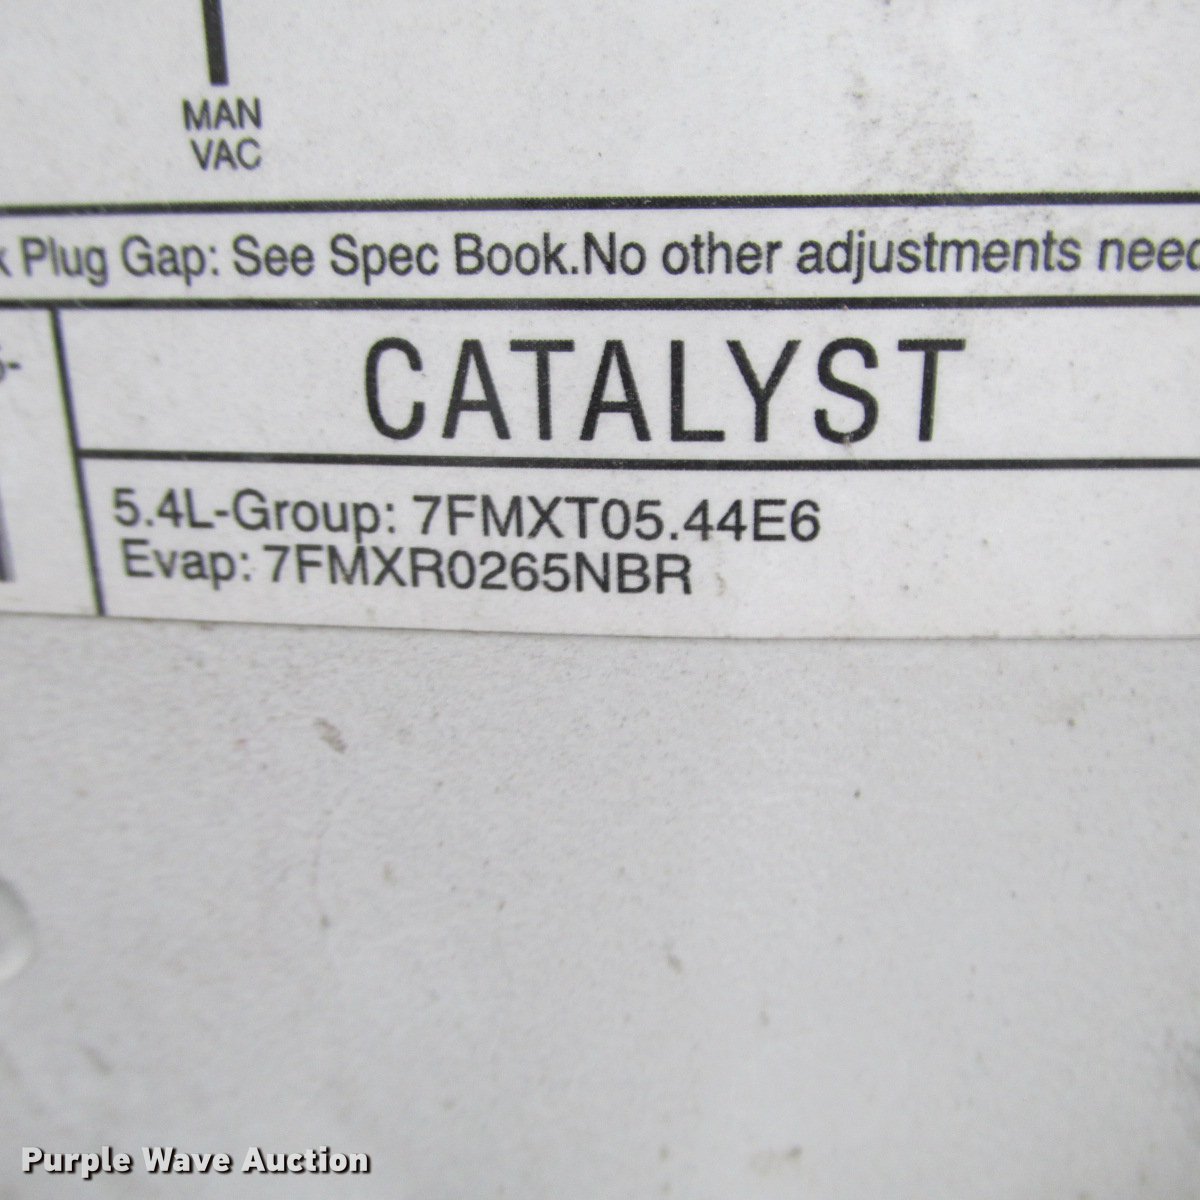 MAN
VAC
Plug Gap: See Spec Book.No other adjustments
CATALYST
5.4L-Group: 7FMXT05.44E6
Evap: 7FMXR0265NBR
Purple Wave Auction